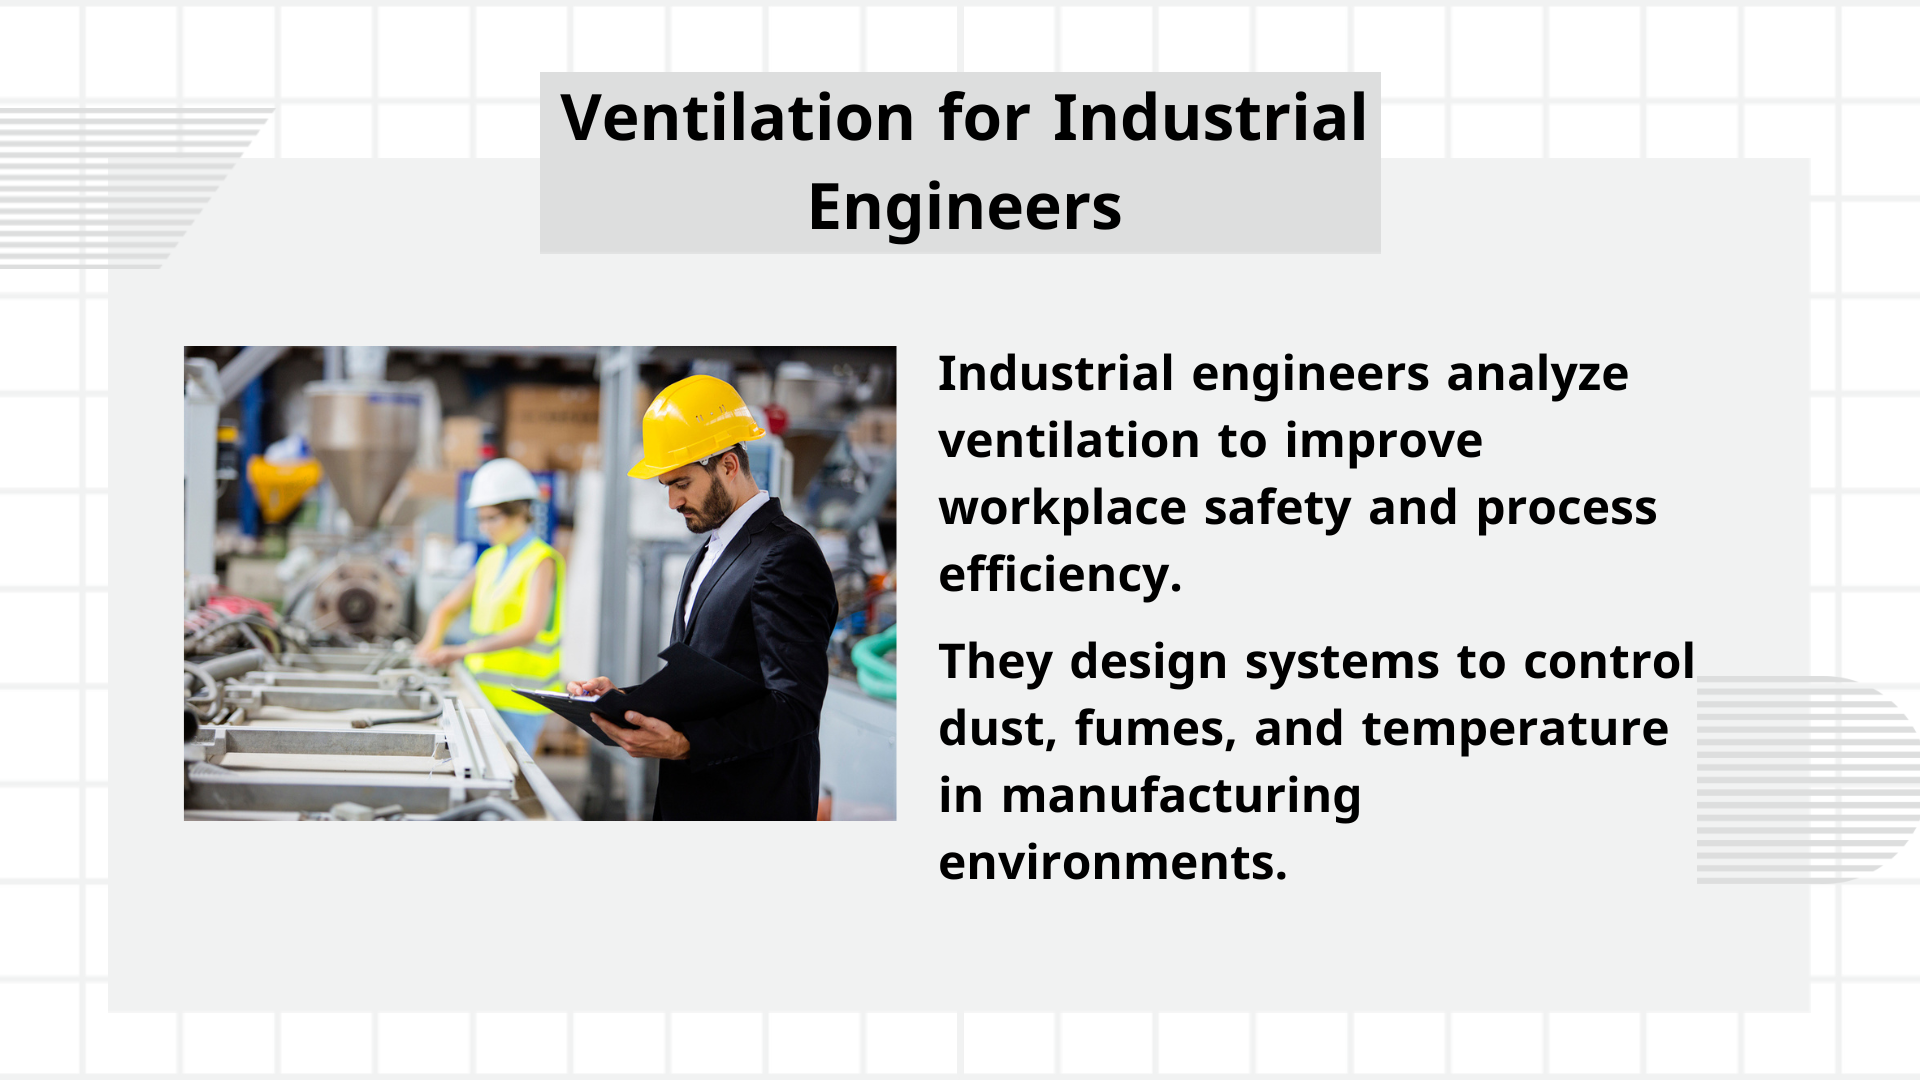 Ventilation for Industrial
Engineers
Industrial engineers analyze
ventilation to improve
workplace safety and process
efficiency.
They design systems to control
dust, fumes, and temperature
in manufacturing
environments.